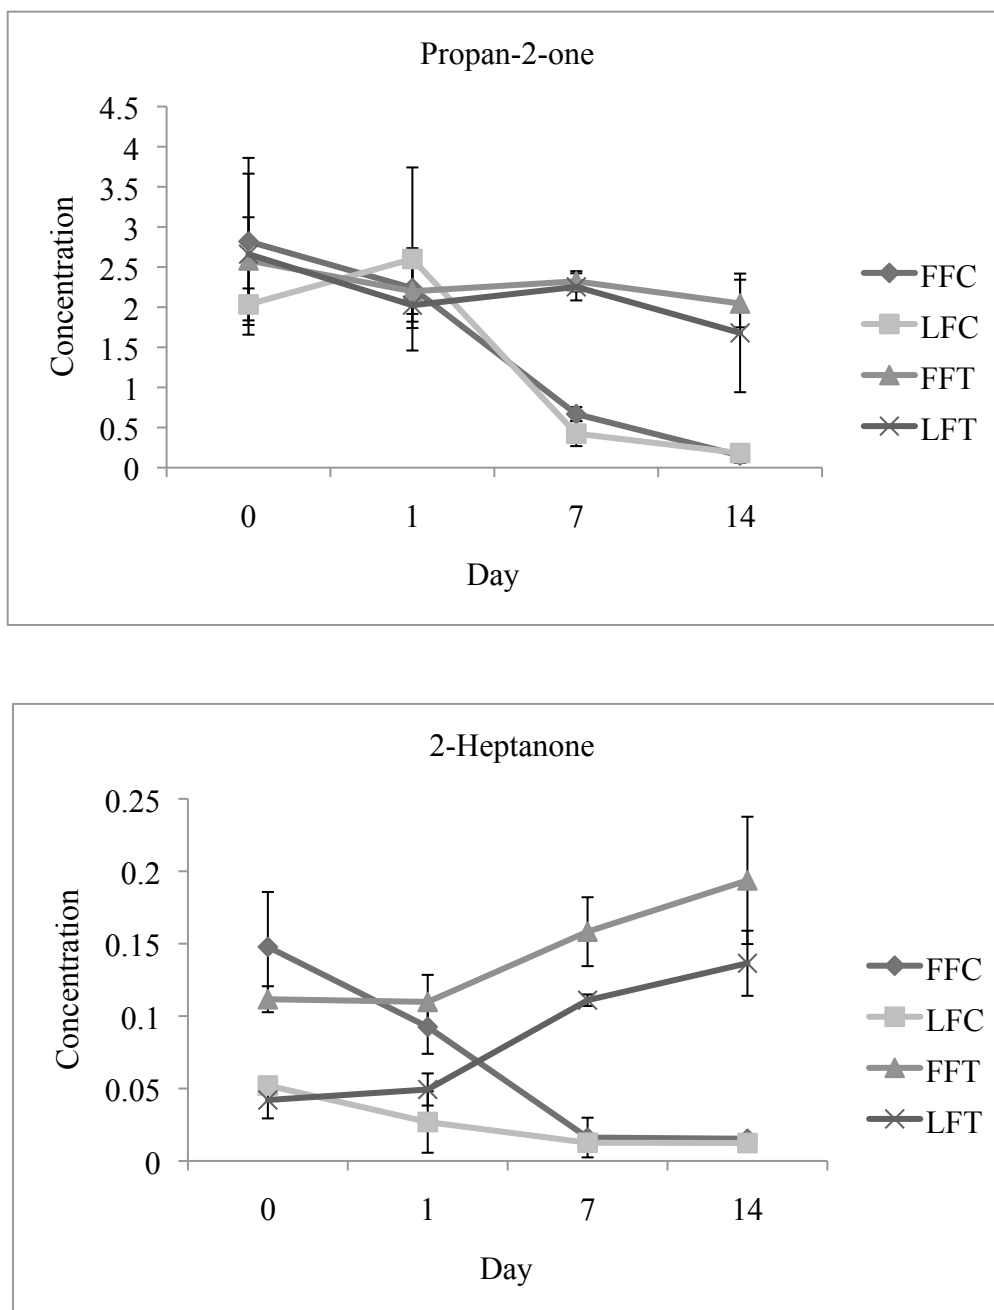 Propan-2-one
4.5
4
3.5
3
2.5
2
1.5
1
0.5
0
Concentration
0 1 7 14
Day
FFC
LFC
FFT
LFT
2-Heptanone
0.25
0.2
0.15
0.1
0.05
0
Concentration
0 1 7 14
Day
FFC
LFC
FFT
LFT